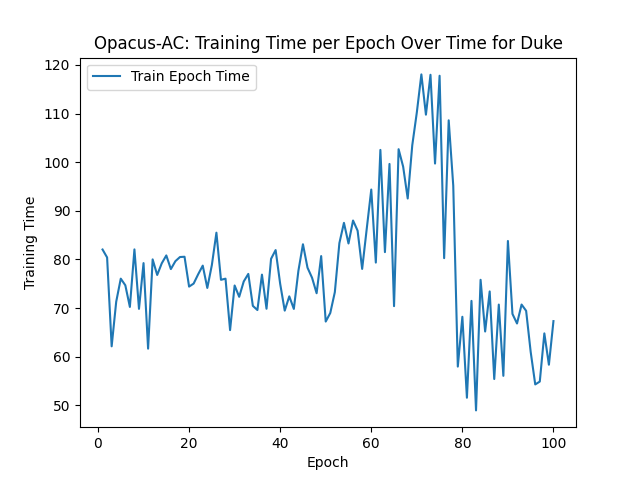 Opacus-AC: Training Time per Epoch Over Time for Duke
Train Epoch Time
120
110
100
90
80
70
60
50
Training Time
0 20 40 60 80 100
Epoch